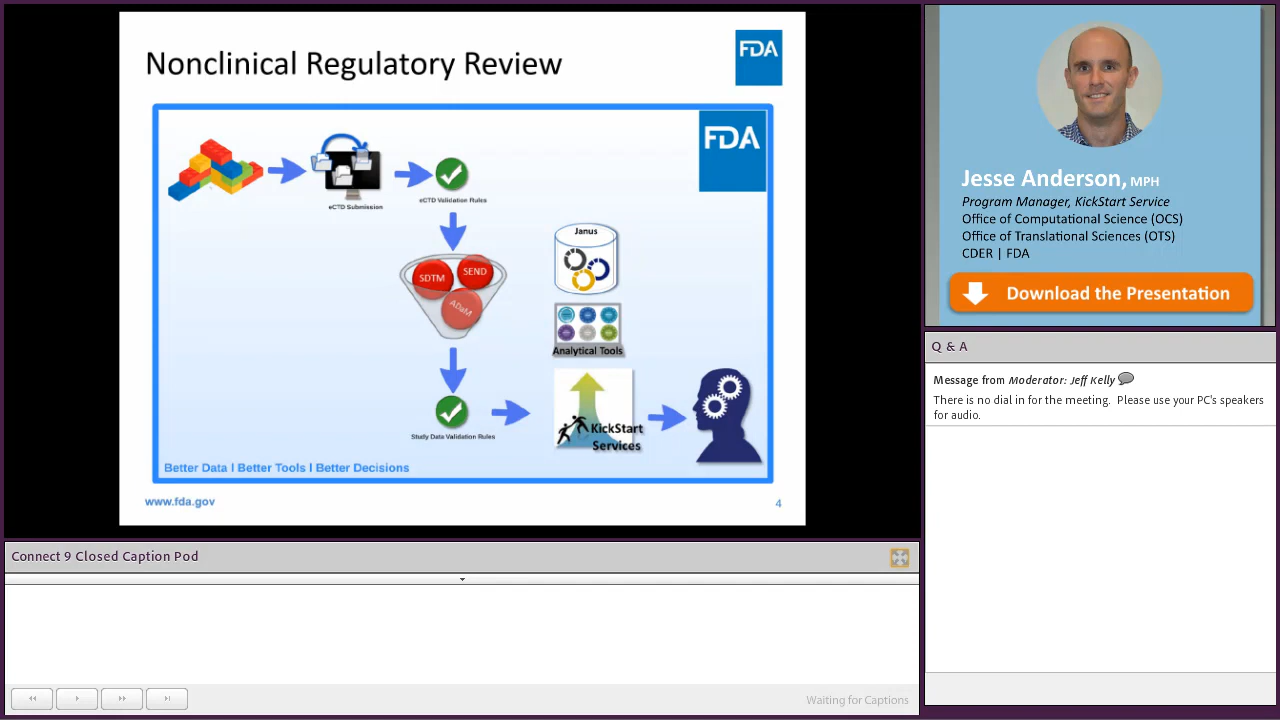 Nonclinical Regulatory Review
FDA
FDA
eCTD Submission
eCTD Validation Rules
SDTM
SEND
ADaM
Janus
Analytical Tools
KickStart
Services
Study Data Validation Rules
Better Data | Better Tools | Better Decisions
www.fda.gov
4
Jesse Anderson, MPH
Program Manager, KickStart Service
Office of Computational Science (OCS)
Office of Translational Sciences (OTS)
CDER | FDA
Download the Presentation
Q & A
Message from Moderator: Jeff Kelly
There is no dial in for the meeting. Please use your PC's speakers
for audio.
Connect 9 Closed Caption Pod
Waiting for Captions